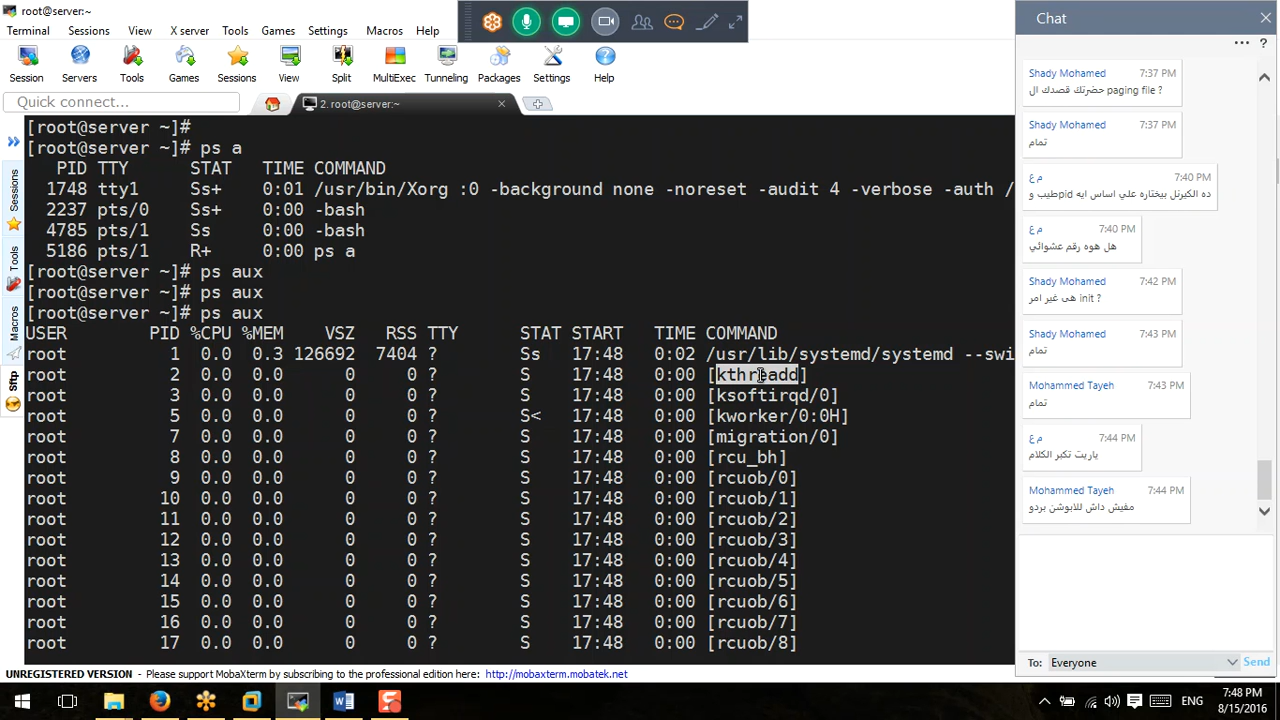 root@server:~
Terminal Sessions View X server Tools Games Settings Macros Help
Session Servers Tools Games Sessions View Split MultiExec Tunneling Packages Settings Help
Quick connect...
2. root@server:~
Sessions
Tools
Macros
Sftp
[root@server ~]#
[root@server ~]# ps a
PID TTY STAT TIME COMMAND
1748 tty1 Ss+ 0:01 /usr/bin/Xorg :0 -background none -noreset -audit 4 -verbose -auth /
2237 pts/0 Ss+ 0:00 -bash
4785 pts/1 Ss 0:00 -bash
5186 pts/1 R+ 0:00 ps a
[root@server ~]# ps aux
[root@server ~]# ps aux
[root@server ~]# ps aux
USER PID %CPU %MEM VSZ RSS TTY STAT START TIME COMMAND
root 1 0.0 0.3 126692 7404 ? Ss 17:48 0:02 /usr/lib/systemd/systemd --swi
root 2 0.0 0.0 0 0 ? S 17:48 0:00 [kthreadd]
root 3 0.0 0.0 0 0 ? S 17:48 0:00 [ksoftirqd/0]
root 5 0.0 0.0 0 0 ? S< 17:48 0:00 [kworker/0:0H]
root 7 0.0 0.0 0 0 ? S 17:48 0:00 [migration/0]
root 8 0.0 0.0 0 0 ? S 17:48 0:00 [rcu_bh]
root 9 0.0 0.0 0 0 ? S 17:48 0:00 [rcuob/0]
root 10 0.0 0.0 0 0 ? S 17:48 0:00 [rcuob/1]
root 11 0.0 0.0 0 0 ? S 17:48 0:00 [rcuob/2]
root 12 0.0 0.0 0 0 ? S 17:48 0:00 [rcuob/3]
root 13 0.0 0.0 0 0 ? S 17:48 0:00 [rcuob/4]
root 14 0.0 0.0 0 0 ? S 17:48 0:00 [rcuob/5]
root 15 0.0 0.0 0 0 ? S 17:48 0:00 [rcuob/6]
root 16 0.0 0.0 0 0 ? S 17:48 0:00 [rcuob/7]
root 17 0.0 0.0 0 0 ? S 17:48 0:00 [rcuob/8]
UNREGISTERED VERSION - Please support MobaXterm by subscribing to the professional edition here: http://mobaxterm.mobatek.net
Chat
Shady Mohamed 7:37 PM
حضرتك قصدك ال paging file ?
Shady Mohamed 7:37 PM
تمام
م ع 7:40 PM
ده الكيرنل بيختاره علي اساس ايه pidطيب و
م ع 7:40 PM
هل هوه رقم عشوائي
Shady Mohamed 7:42 PM
هى غير امر init ?
Shady Mohamed 7:43 PM
تمام
Mohammed Tayeh 7:43 PM
تمام
م ع 7:44 PM
ياريت تكبر الكلام
Mohammed Tayeh 7:44 PM
مفيش داش للابوشن بردو
To: Everyone Send
ENG
7:48 PM
8/15/2016